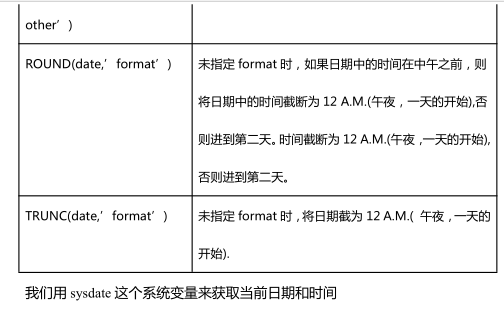 other’)
ROUND(date,’format’)
未指定 format 时，如果日期中的时间在中午之前，则
将日期中的时间截断为 12 A.M.(午夜，一天的开始),否
则进到第二天。时间截断为 12 A.M.(午夜,一天的开始),
否则进到第二天。
TRUNC(date,’format’)
未指定 format 时，将日期截为 12 A.M.( 午夜，一天的
开始).
我们用 sysdate 这个系统变量来获取当前日期和时间